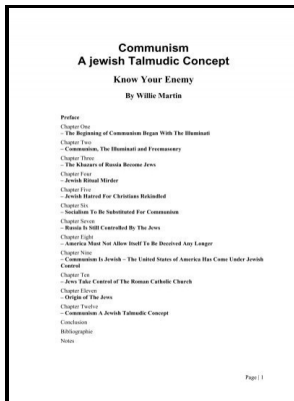 Communism
A jewish Talmudic Concept
Know Your Enemy
By Willie Martin
Preface
Chapter One
– The Beginning of Communism Began With The Illuminati
Chapter Two
– Communism, The Illuminati and Freemasonry
Chapter Three
– The Khazars of Russia Become Jews
Chapter Four
– Jewish Ritual Mirder
Chapter Five
– Jewish Hatred For Christians Rekindled
Chapter Six
– Socialism To Be Substituted For Communism
Chapter Seven
– Russia Is Still Controlled By The Jews
Chapter Eight
– America Must Not Allow Itself To Be Deceived Any Longer
Chapter Nine
– Communism Is Jewish – The United States of America Has Come Under Jewish
Control
Chapter Ten
– Jews Take Control of The Roman Catholic Church
Chapter Eleven
– Origin of The Jews
Chapter Twelve
– Communism A Jewish Talmudic Concept
Conclusion
Bibliographie
Notes
Page | 1